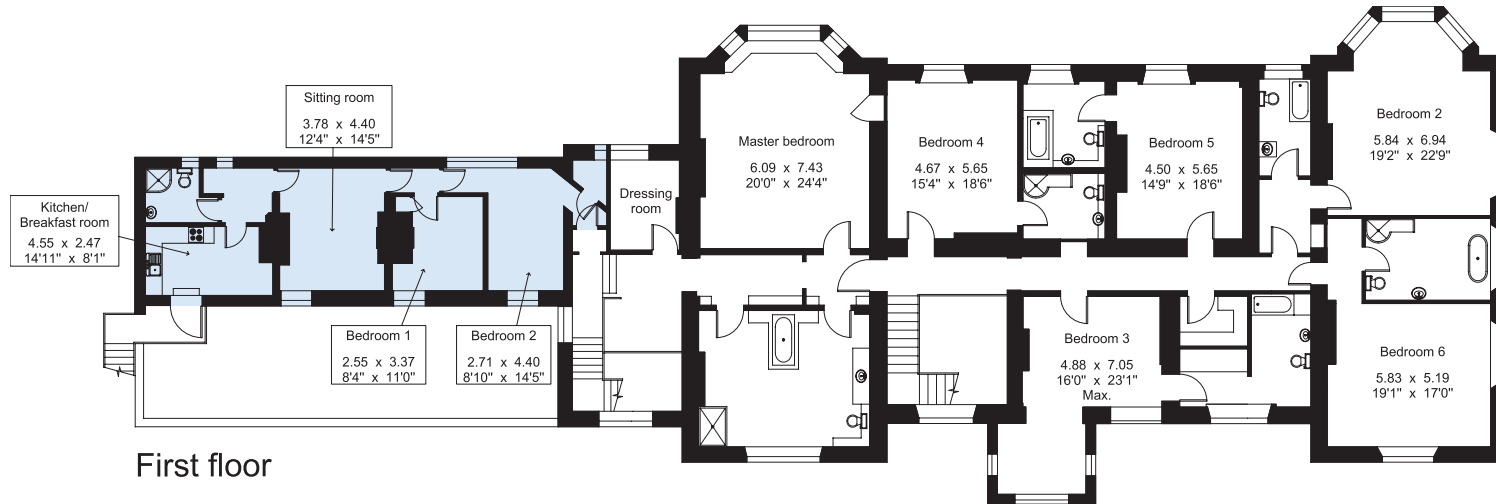 Sitting room
3.78 x 4.40
12'4" x 14'5"
Kitchen/
Breakfast room
4.55 x 2.47
14'11" x 8'1"
Bedroom 1
2.55 x 3.37
8'4" x 11'0"
Bedroom 2
2.71 x 4.40
8'10" x 14'5"
Dressing
room
Master bedroom
6.09 x 7.43
20'0" x 24'4"
Bedroom 4
4.67 x 5.65
15'4" x 18'6"
Bedroom 5
4.50 x 5.65
14'9" x 18'6"
Bedroom 2
5.84 x 6.94
19'2" x 22'9"
Bedroom 3
4.88 x 7.05
16'0" x 23'1"
Max.
Bedroom 6
5.83 x 5.19
19'1" x 17'0"
First floor